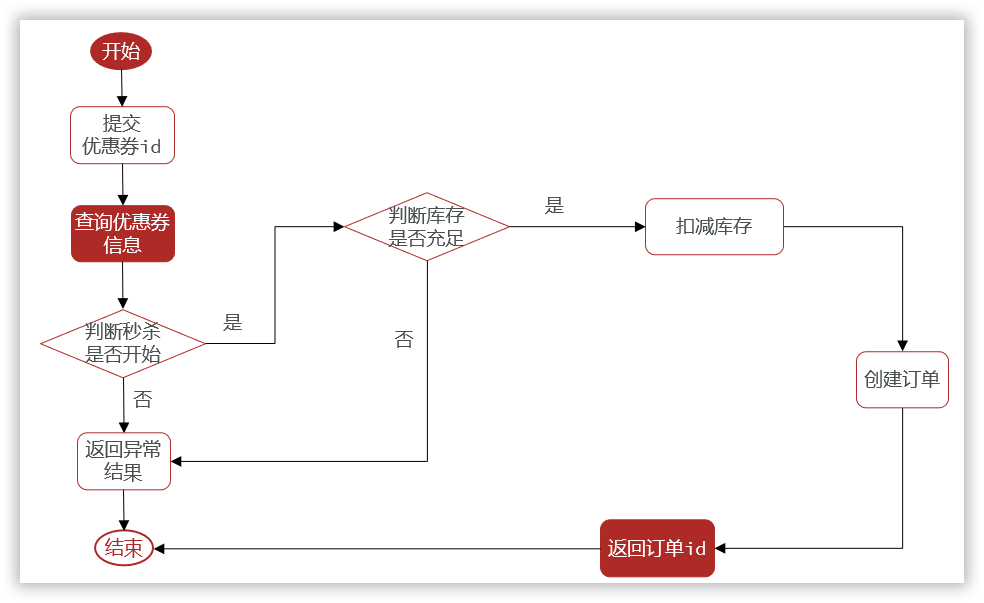 开始
提交
优惠券id
查询优惠券
信息
判断秒杀
是否开始
是
否
返回异常
结果
结束
判断库存
是否充足
是
否
扣减库存
创建订单
返回订单id